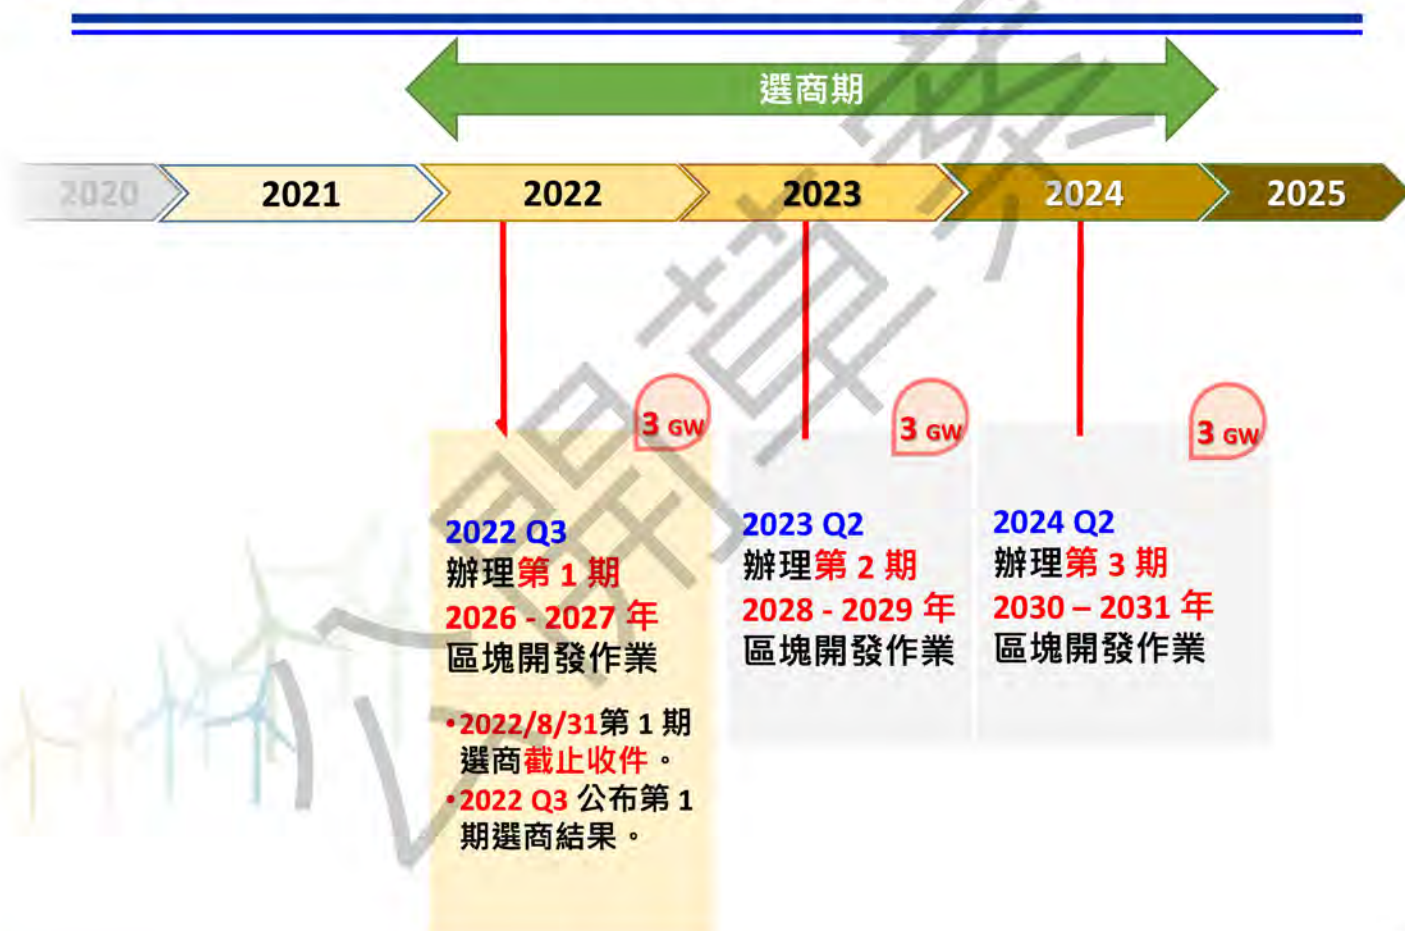 選商期
2020
2021
2022
2023
2024
2025
3 GW
2022 Q3
辦理第 1 期
2026 - 2027 年
區塊開發作業
•2022/8/31第 1 期
選商截止收件。
•2022 Q3 公布第 1
期選商結果。
3 GW
2023 Q2
辦理第 2 期
2028 - 2029 年
區塊開發作業
3 GW
2024 Q2
辦理第 3 期
2030 – 2031 年
區塊開發作業
公開草案